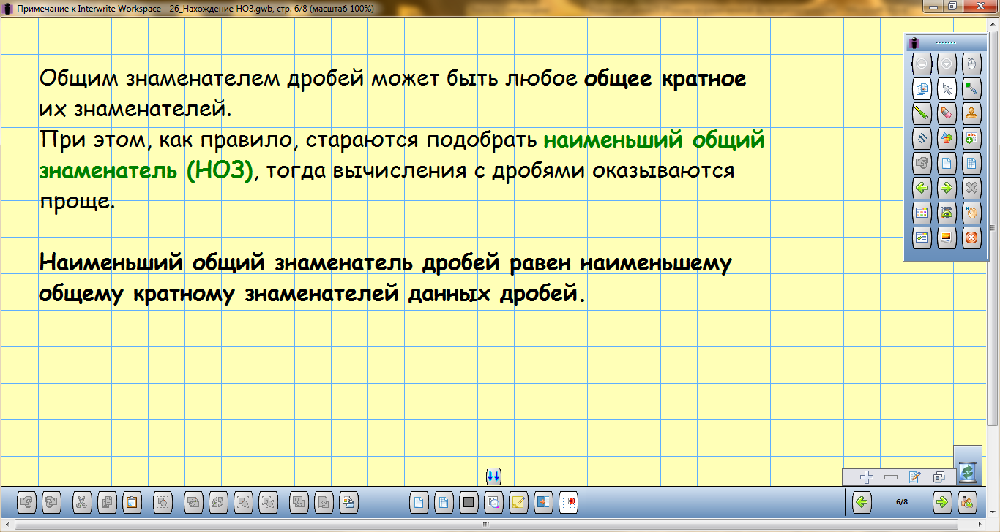 Примечание к Interwrite Workspace - 26_Нахождение НОЗ.gwb, стр. 6/8 (масштаб 100%)
Общим знаменателем дробей может быть любое общее кратное
их знаменателей.
При этом, как правило, стараются подобрать наименьший общий
знаменатель (НОЗ), тогда вычисления с дробями оказываются
проще.
Наименьший общий знаменатель дробей равен наименьшему
общему кратному знаменателей данных дробей.
6/8